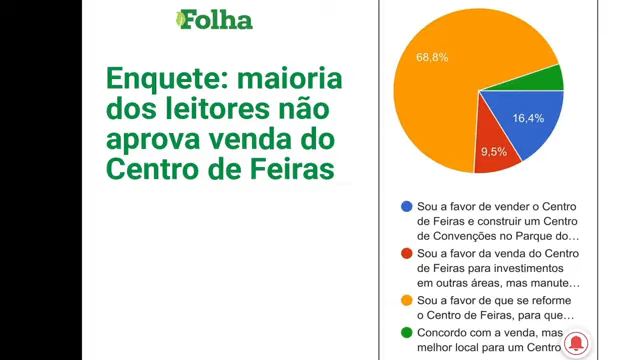 Folha
Enquete: maioria
dos leitores não
aprova venda do
Centro de Feiras
68,8%
16,4%
9,5%
Sou a favor de vender o Centro
de Feiras e construir um Centro
de Convenções no Parque do…
Sou a favor da venda do Centro
de Feiras para investimentos
em outras áreas, mas manute…
Sou a favor de que se reforme
o Centro de Feiras, para que…
Concordo com a venda, mas
melhor local para um Centro